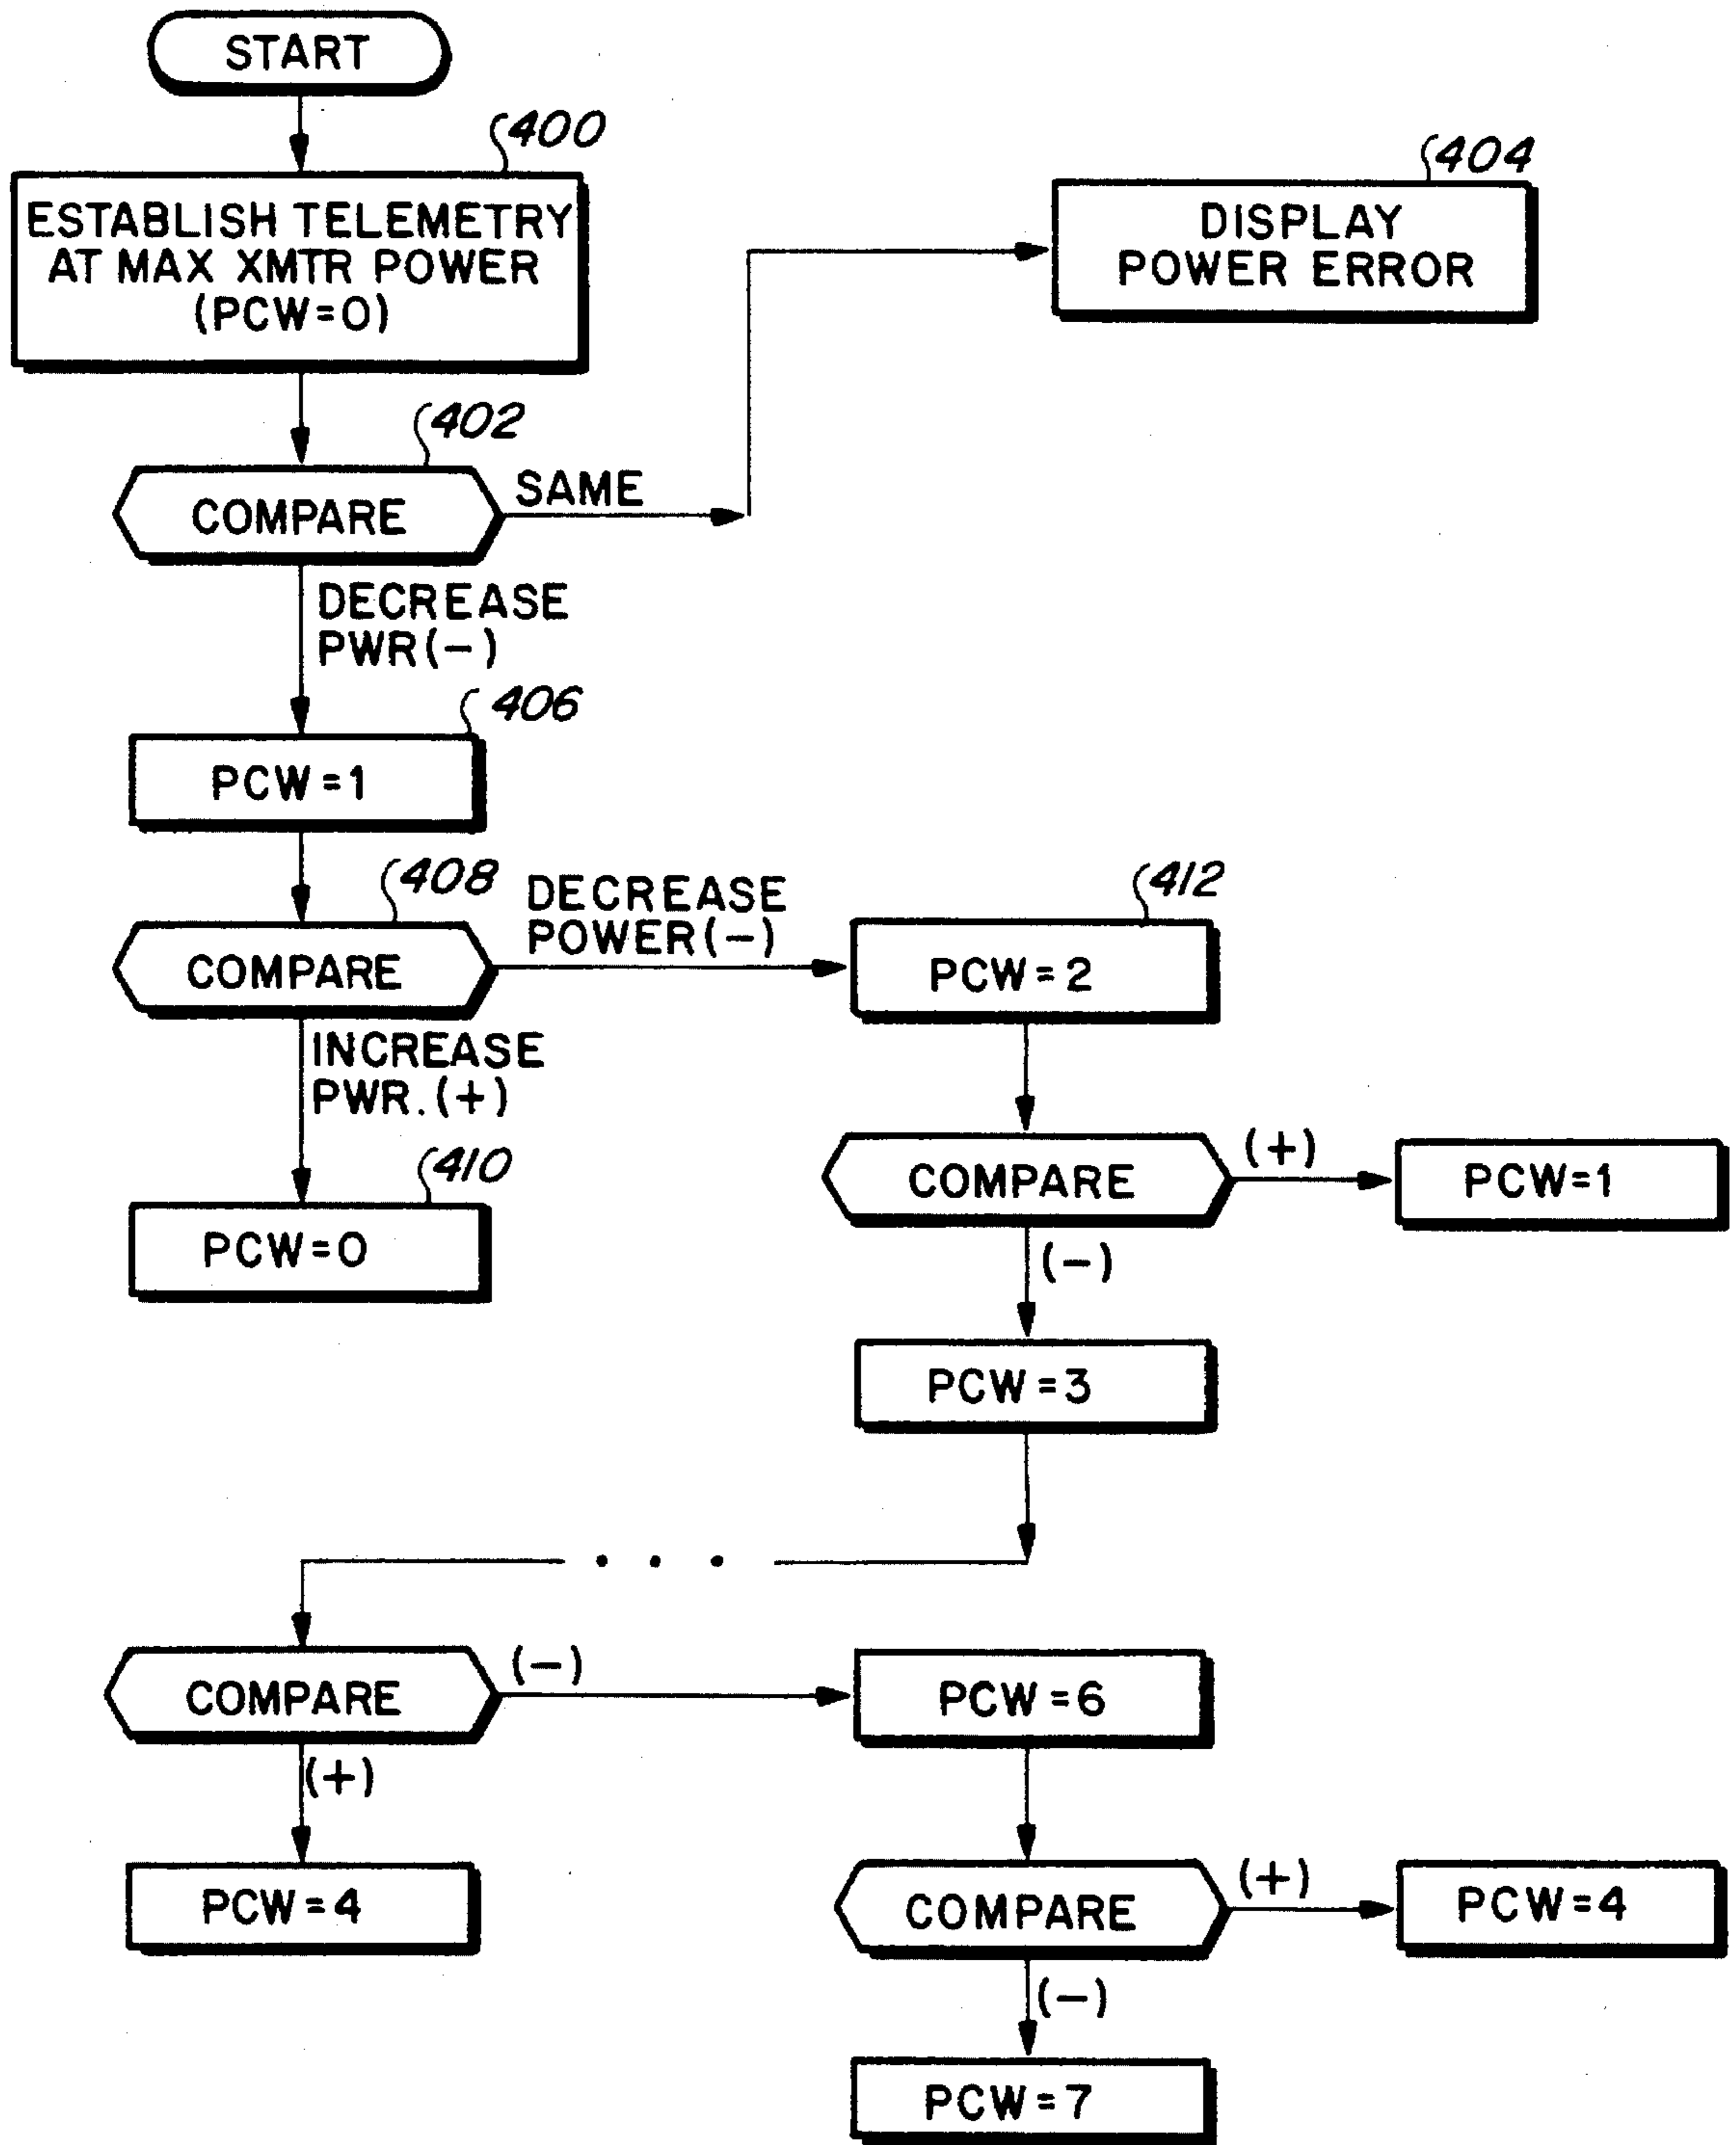 START
400
ESTABLISH TELEMETRY
AT MAX XMTR POWER
(PCW=0)
404
DISPLAY
POWER ERROR
402
COMPARE
SAME
DECREASE
PWR(-)
406
PCW=1
408
COMPARE
DECREASE
POWER(-)
412
PCW=2
INCREASE
PWR.(+)
410
PCW=0
COMPARE
(+)
PCW=1
(-)
PCW=3
. . .
COMPARE
(-)
PCW=6
(+)
PCW=4
COMPARE
(+)
PCW=4
(-)
PCW=7